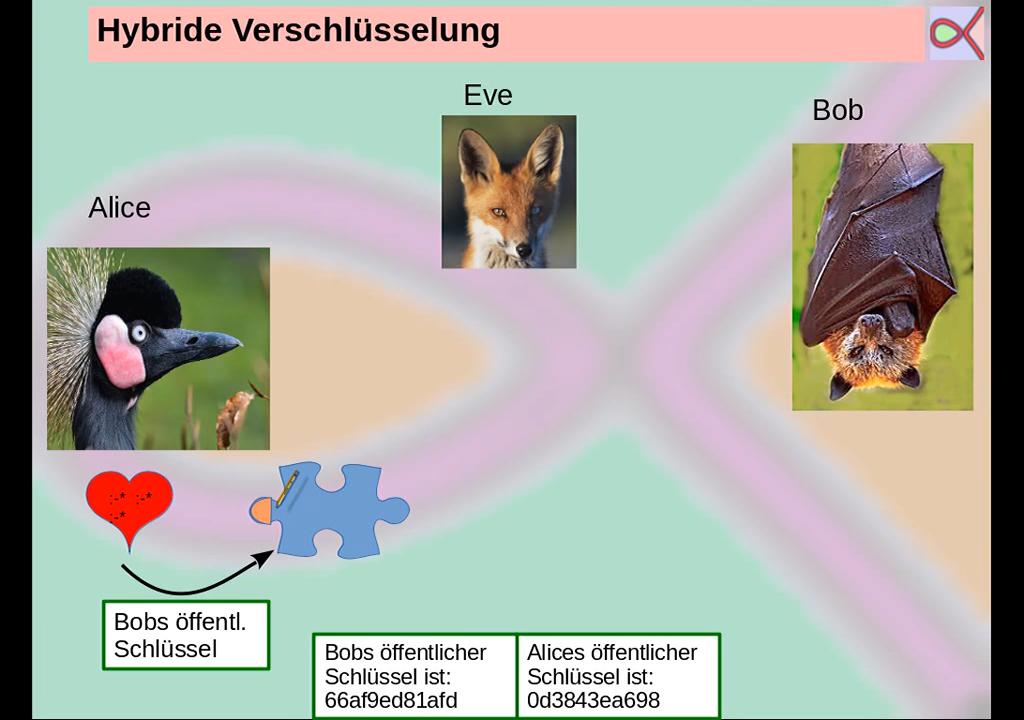 Hybride Verschlüsselung
Eve
Bob
Alice
:-* :-*
:-*
Bobs öffentl.
Schlüssel
Bobs öffentlicher
Schlüssel ist:
66af9ed81afd
Alices öffentlicher
Schlüssel ist:
0d3843ea698